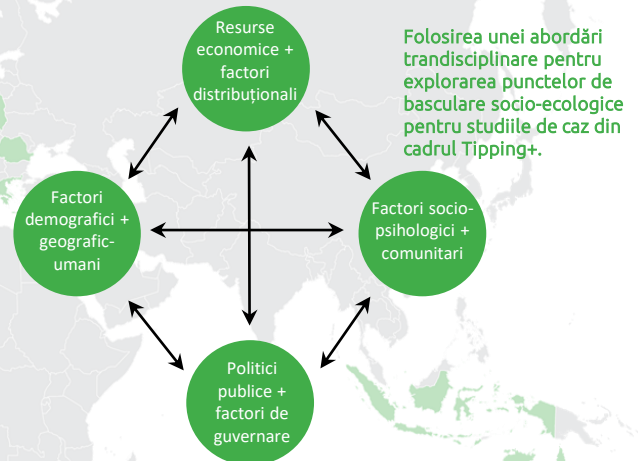 Resurse
economice +
factori
distribuționali
Folosirea unei abordări
trandisciplinare pentru
explorarea punctelor de
basculare socio-ecologice
pentru studiile de caz din
cadrul Tipping+.
Factori
demografici +
geografic-
umani
Factori socio-
psihologici +
comunitari
Politici
publice +
factori de
guvernare